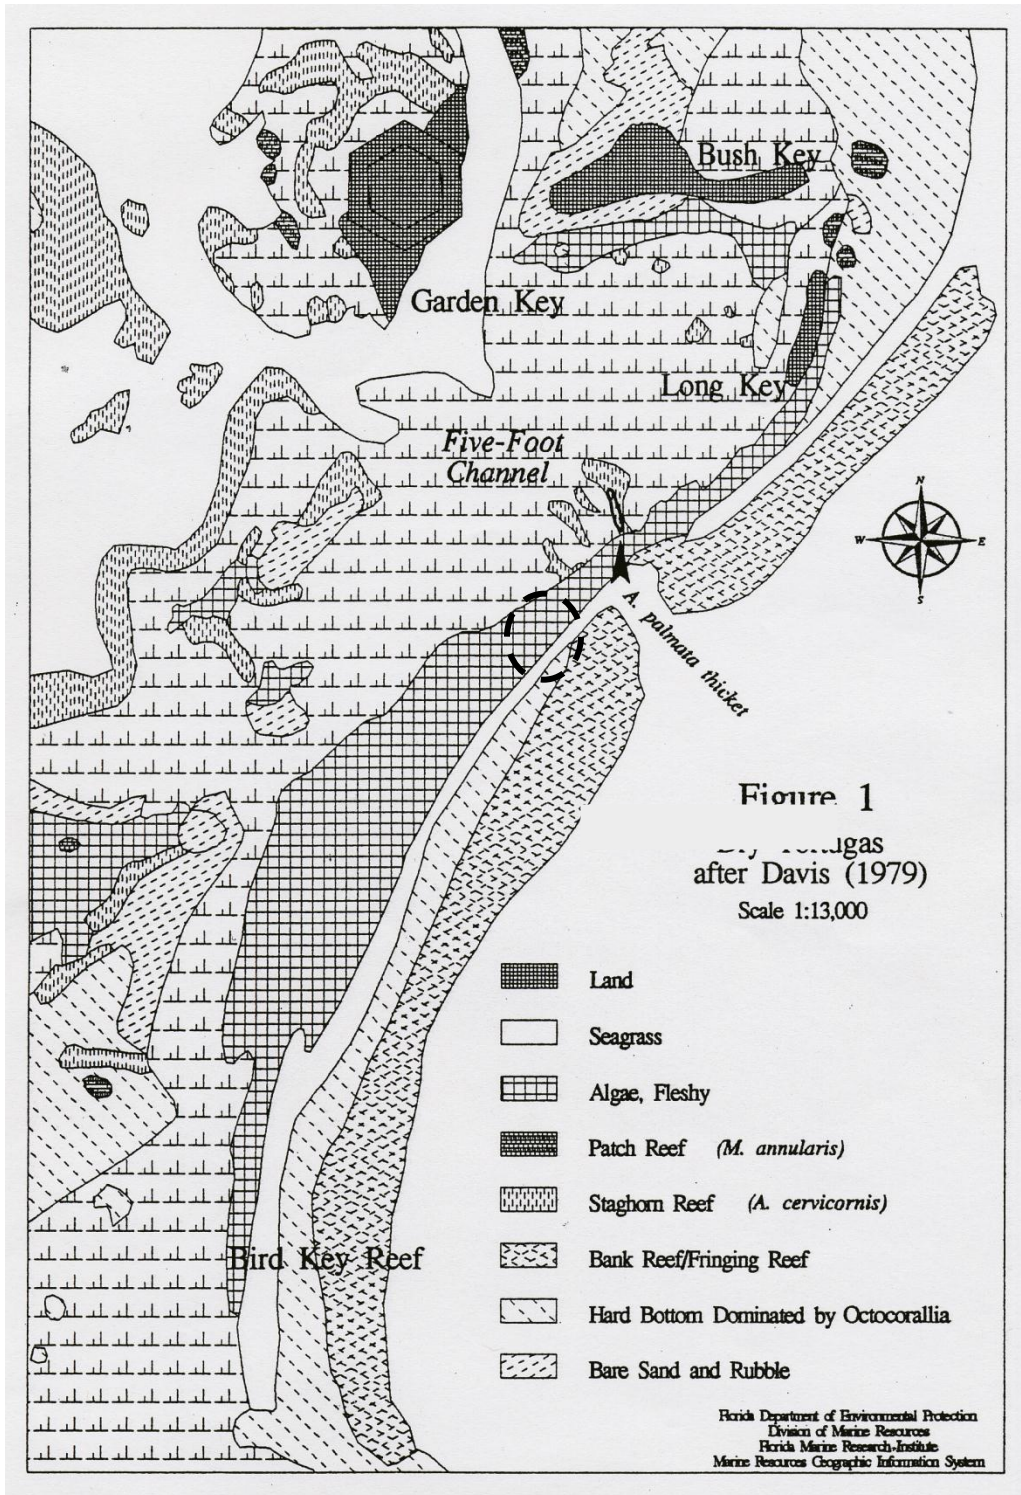 Bush Key
Garden Key
Long Key
Five-Foot
Channel
N
W
E
S
A. palmata thicket
Figure 1
Dry Tortugas
after Davis (1979)
Scale 1:13,000
Land
Seagrass
Algae, Fleshy
Patch Reef (M. annularis)
Staghorn Reef (A. cervicornis)
Bird Key Reef
Bank Reef/Fringing Reef
Hard Bottom Dominated by Octocorallia
Bare Sand and Rubble
Florida Department of Environmental Protection
Division of Marine Resources
Florida Marine Research Institute
Marine Resources Geographic Information System